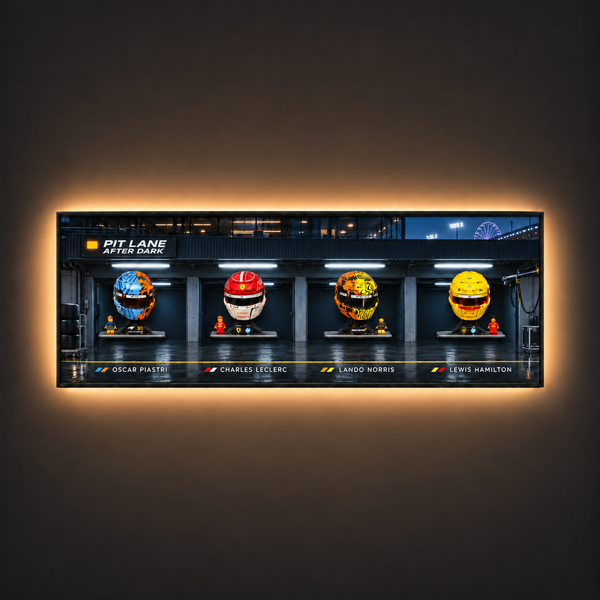 PIT LANE
AFTER DARK
OSCAR PIASTRI
CHARLES LECLERC
LANDO NORRIS
LEWIS HAMILTON